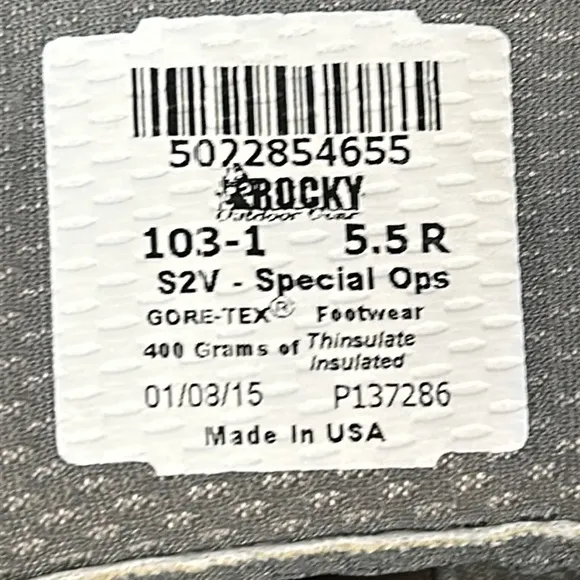 5022854655
ROCKY
Outdoor Gear
103-1 5.5 R
S2V - Special Ops
GORE-TEX® Footwear
400 Grams of Thinsulate
Insulated
01/03/15 P137286
Made In USA